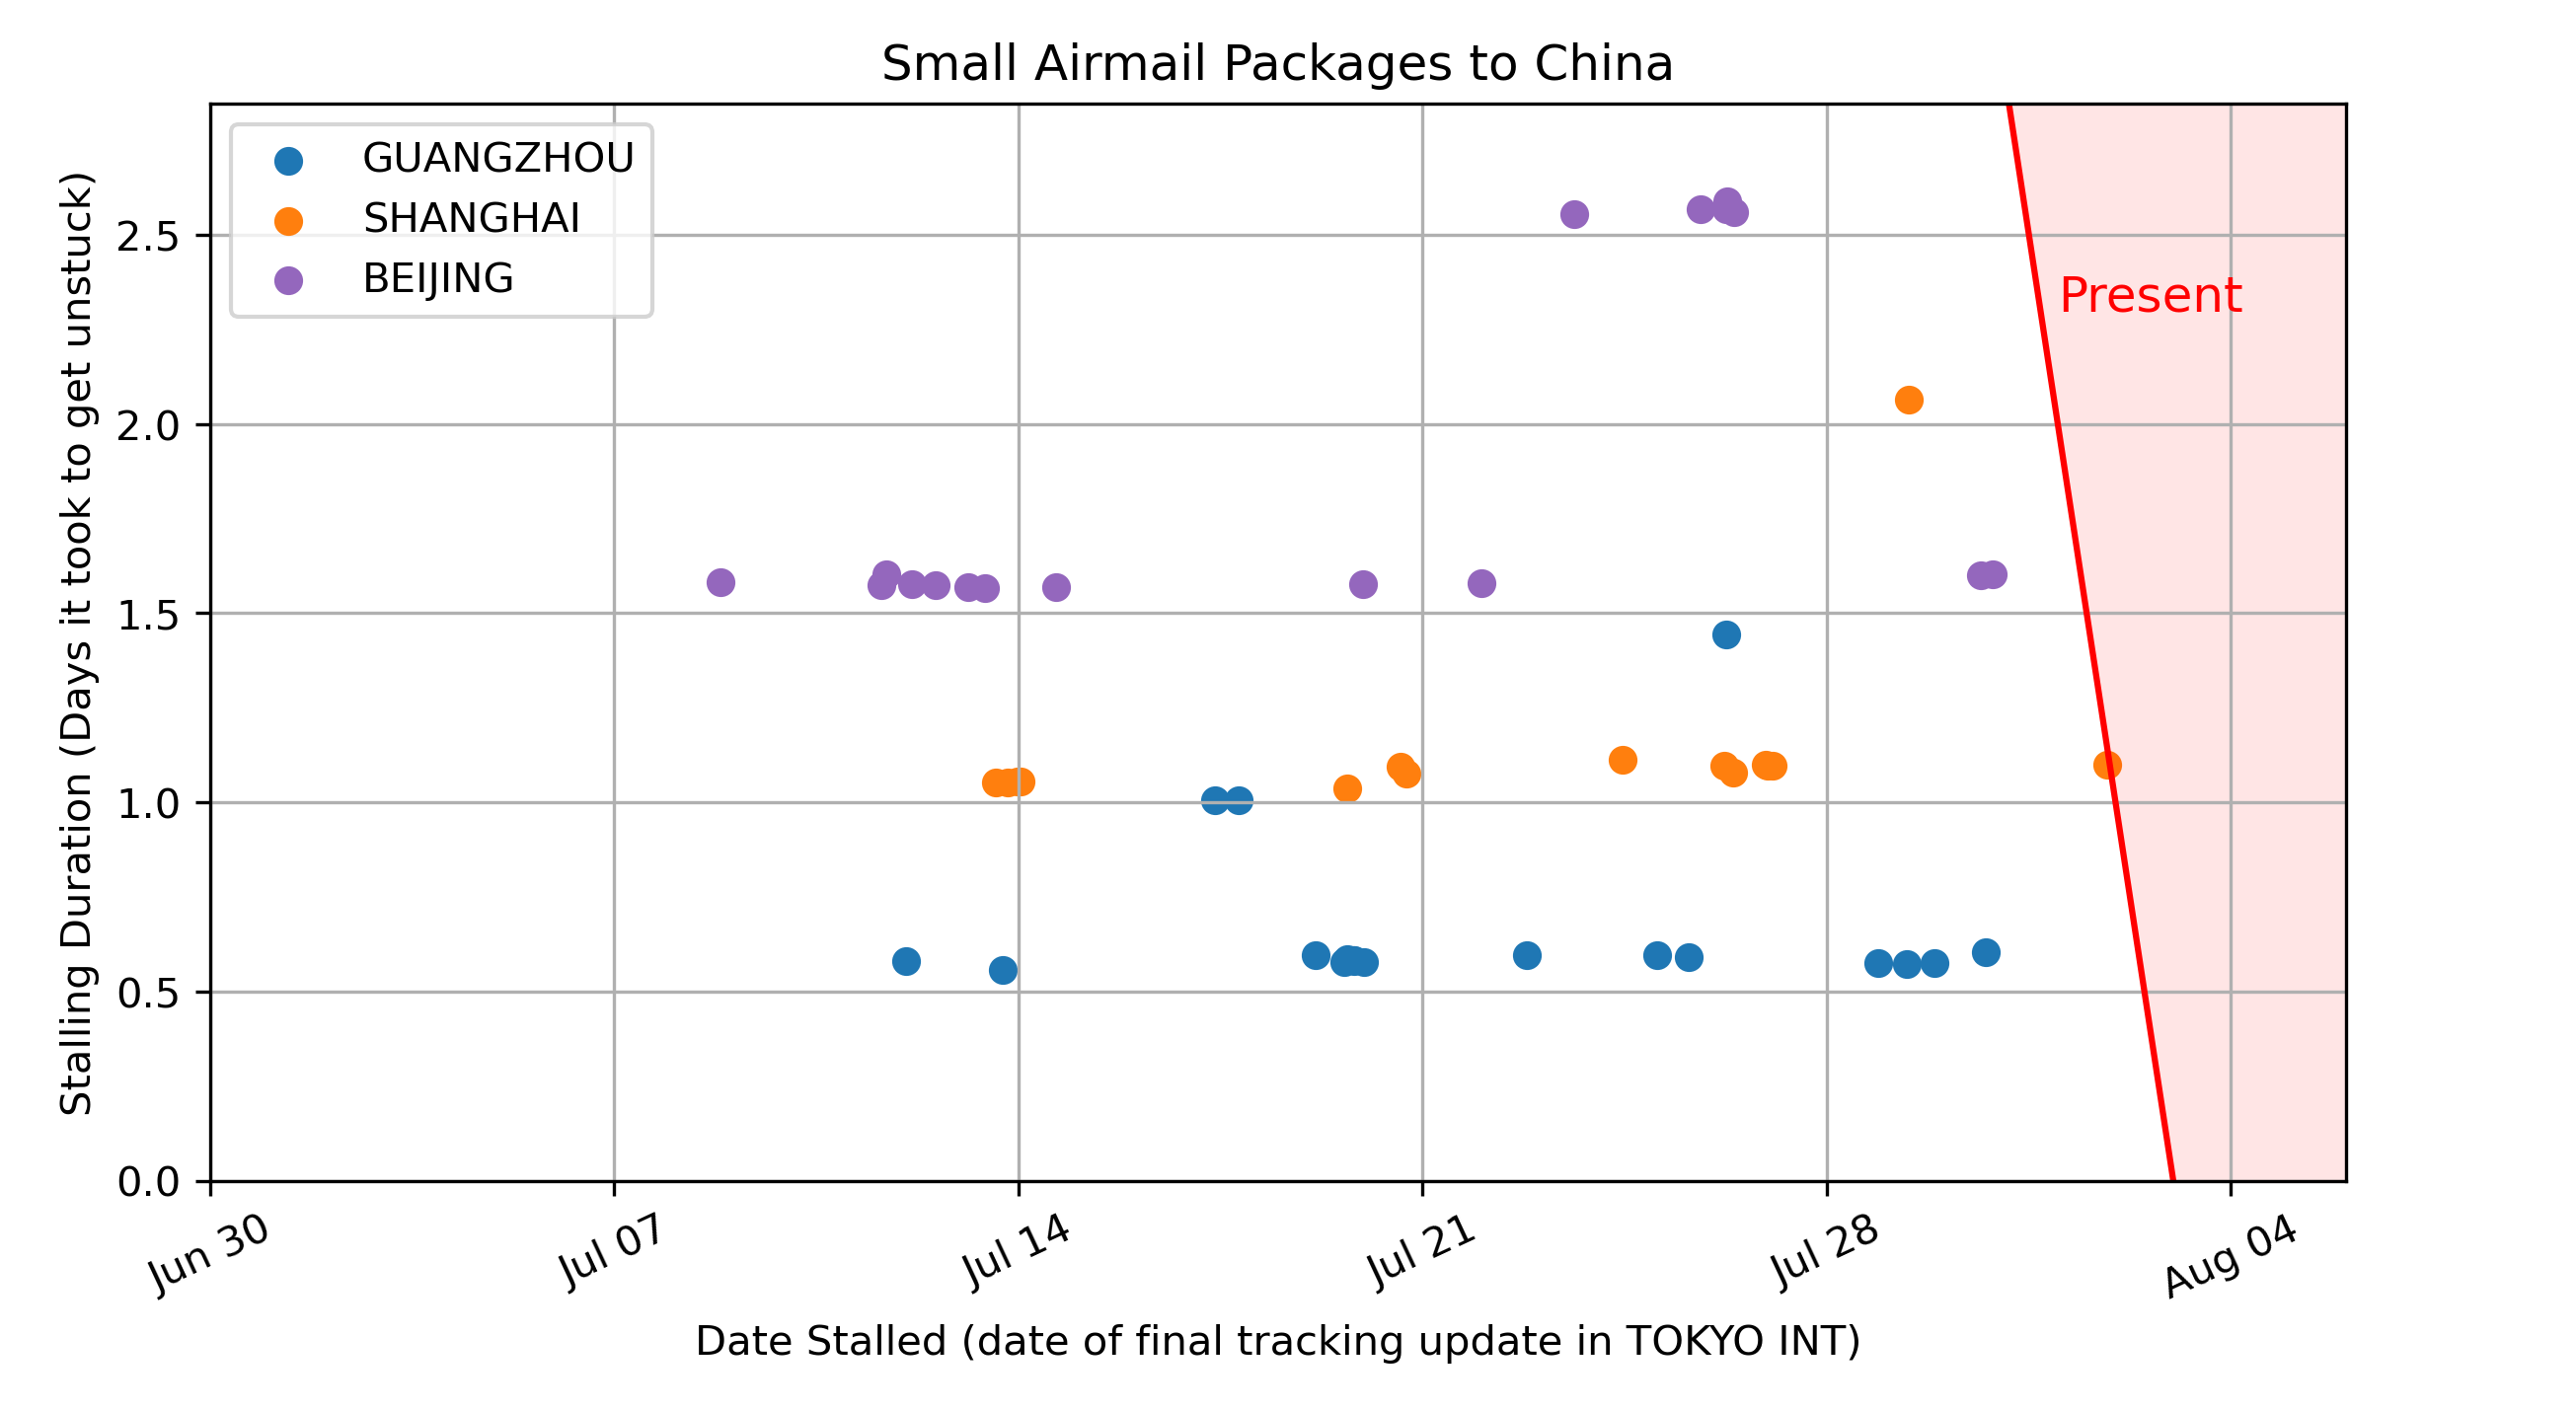 Small Airmail Packages to China
GUANGZHOU
SHANGHAI
BEIJING
Present
Stalling Duration (Days it took to get unstuck)
2.5
2.0
1.5
1.0
0.5
0.0
Jun 30
Jul 07
Jul 14
Jul 21
Jul 28
Aug 04
Date Stalled (date of final tracking update in TOKYO INT)